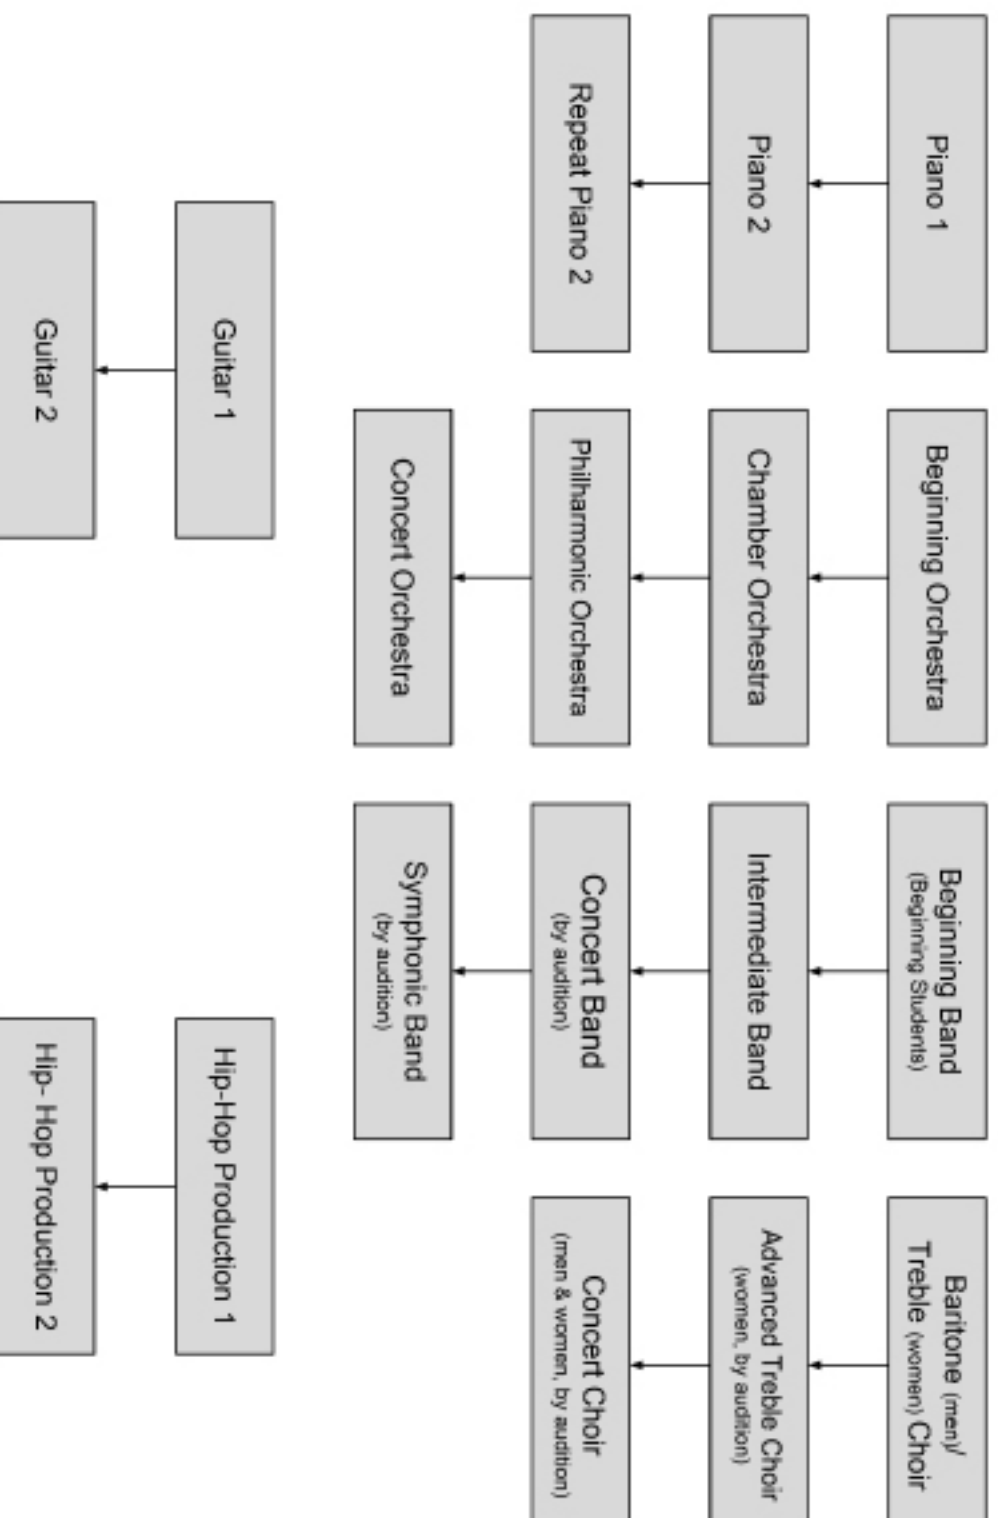 Piano 1
Piano 2
Repeat Piano 2
Beginning Orchestra
Chamber Orchestra
Philharmonic Orchestra
Concert Orchestra
Beginning Band
(Beginning Students)
Intermediate Band
Concert Band
(by audition)
Symphonic Band
(by audition)
Baritone (men)/
Treble (women) Choir
Advanced Treble Choir
(women, by audition)
Concert Choir
(men & women, by audition)
Guitar 1
Guitar 2
Hip-Hop Production 1
Hip- Hop Production 2